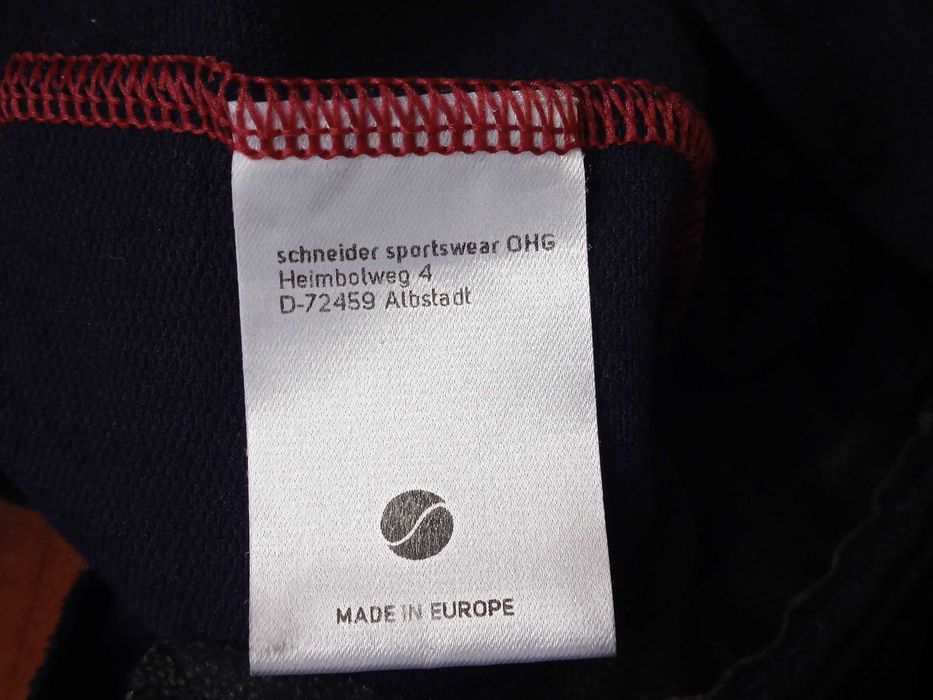 schneider sportswear OHG
Heimbolweg 4
D-72459 Albstadt
MADE IN EUROPE